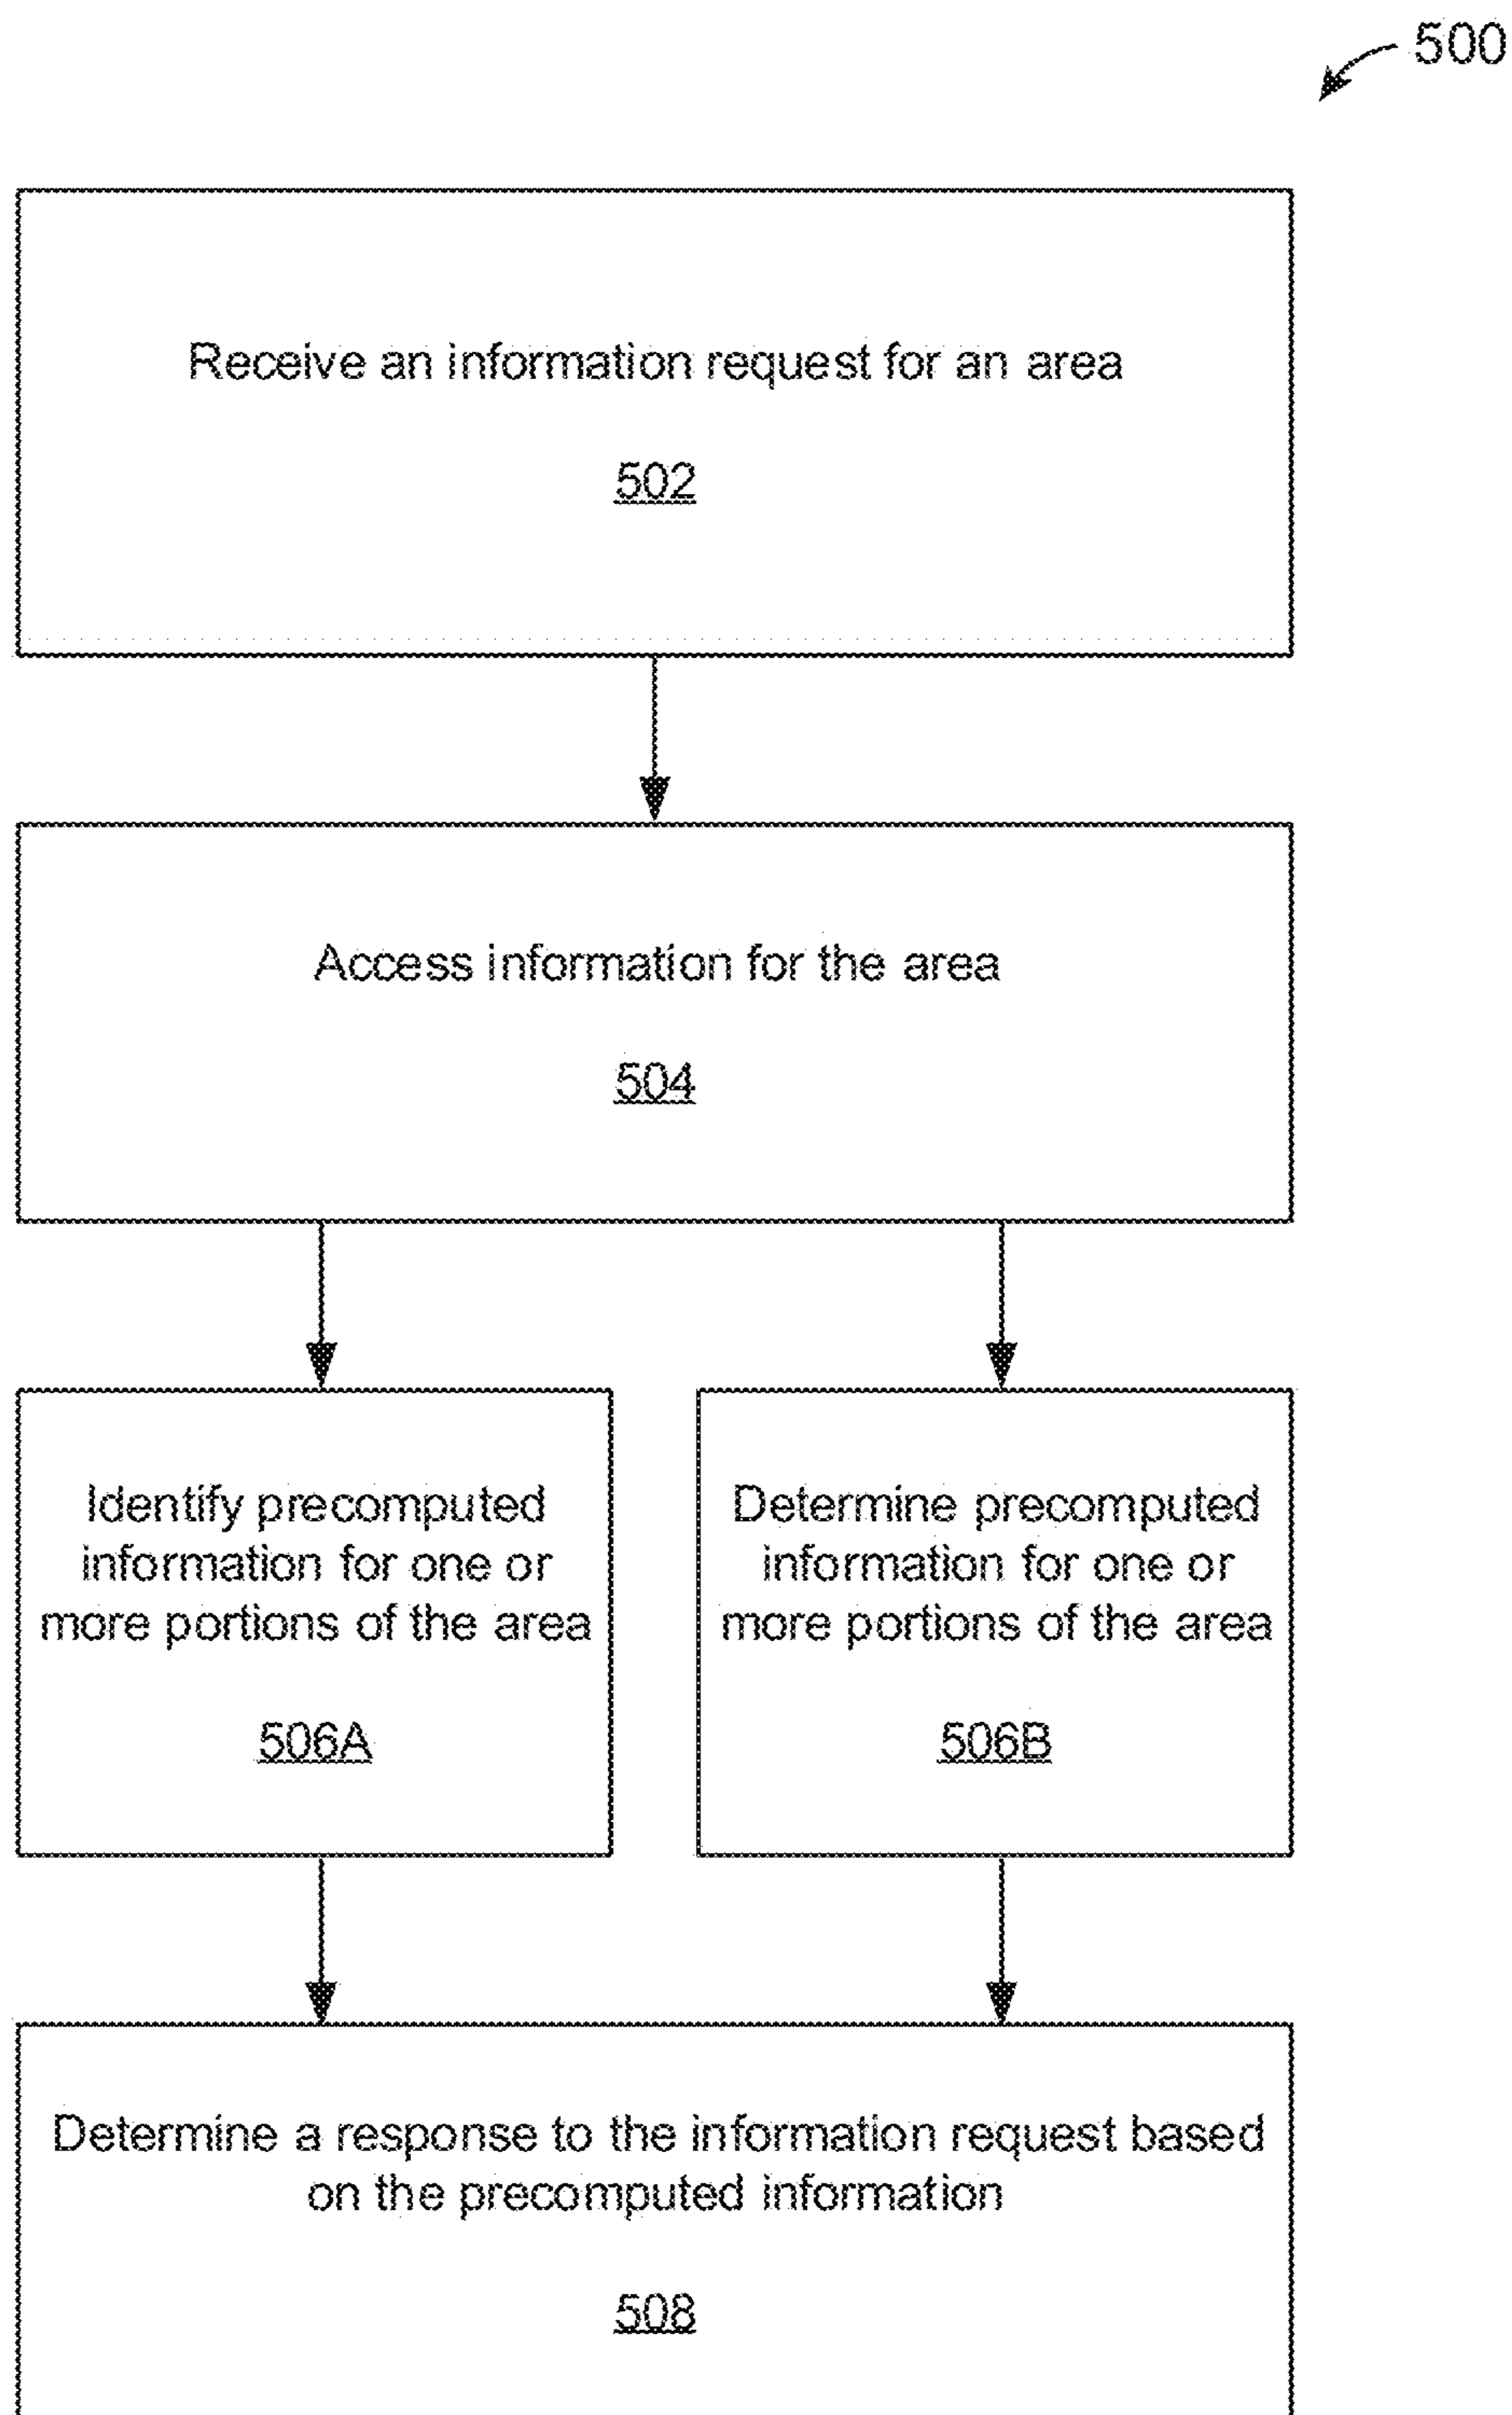 500
Receive an information request for an area
502
Access information for the area
504
Identify precomputed
information for one or
more portions of the area
506A
Determine precomputed
information for one or
more portions of the area
506B
Determine a response to the information request based
on the precomputed information
508